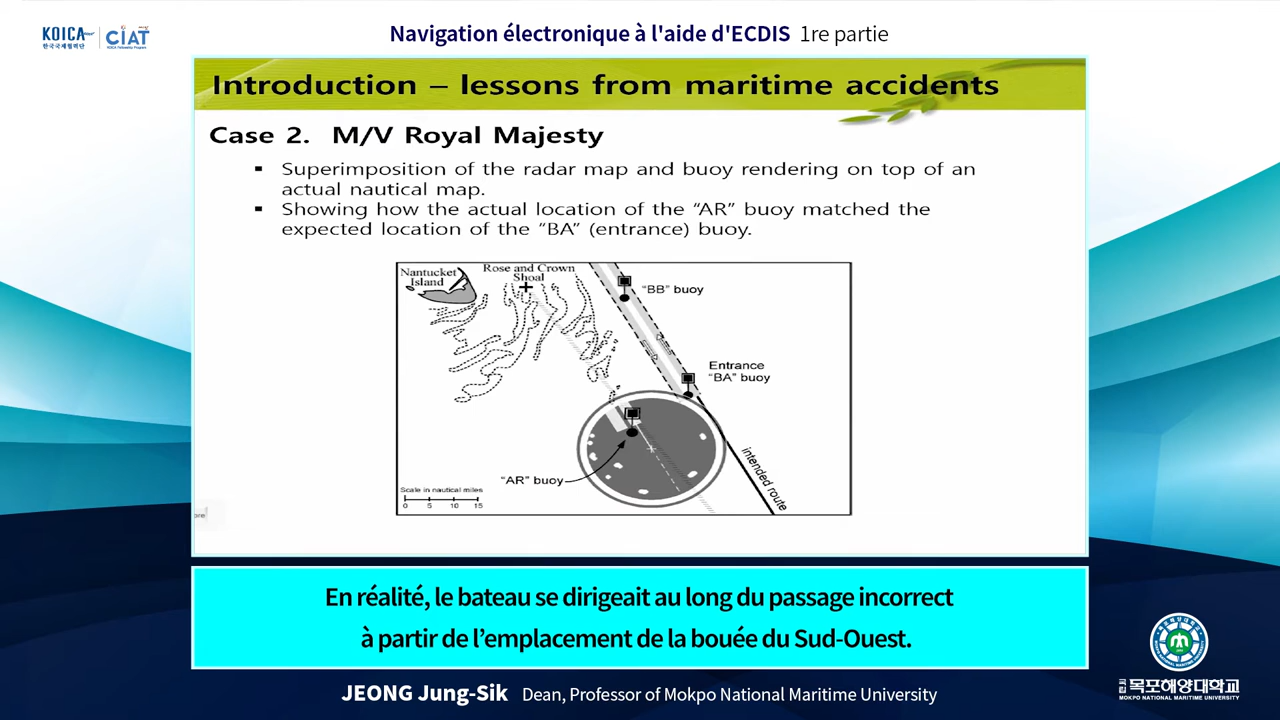 KOICA
한국국제협력단
CIAT
KOICA Fellowship Program
Navigation électronique à l'aide d'ECDIS 1re partie
Introduction – lessons from maritime accidents
Case 2. M/V Royal Majesty
▪ Superimposition of the radar map and buoy rendering on top of an
actual nautical map.
▪ Showing how the actual location of the “AR” buoy matched the
expected location of the “BA” (entrance) buoy.
Nantucket
Island
Rose and Crown
Shoal
“BB” buoy
Entrance
“BA” buoy
“AR” buoy
intended route
Scale in nautical miles
0 5 10 15
En réalité, le bateau se dirigeait au long du passage incorrect
à partir de l’emplacement de la bouée du Sud-Ouest.
JEONG Jung-Sik Dean, Professor of Mokpo National Maritime University
국립 목포해양대학교
MOKPO NATIONAL MARITIME UNIVERSITY